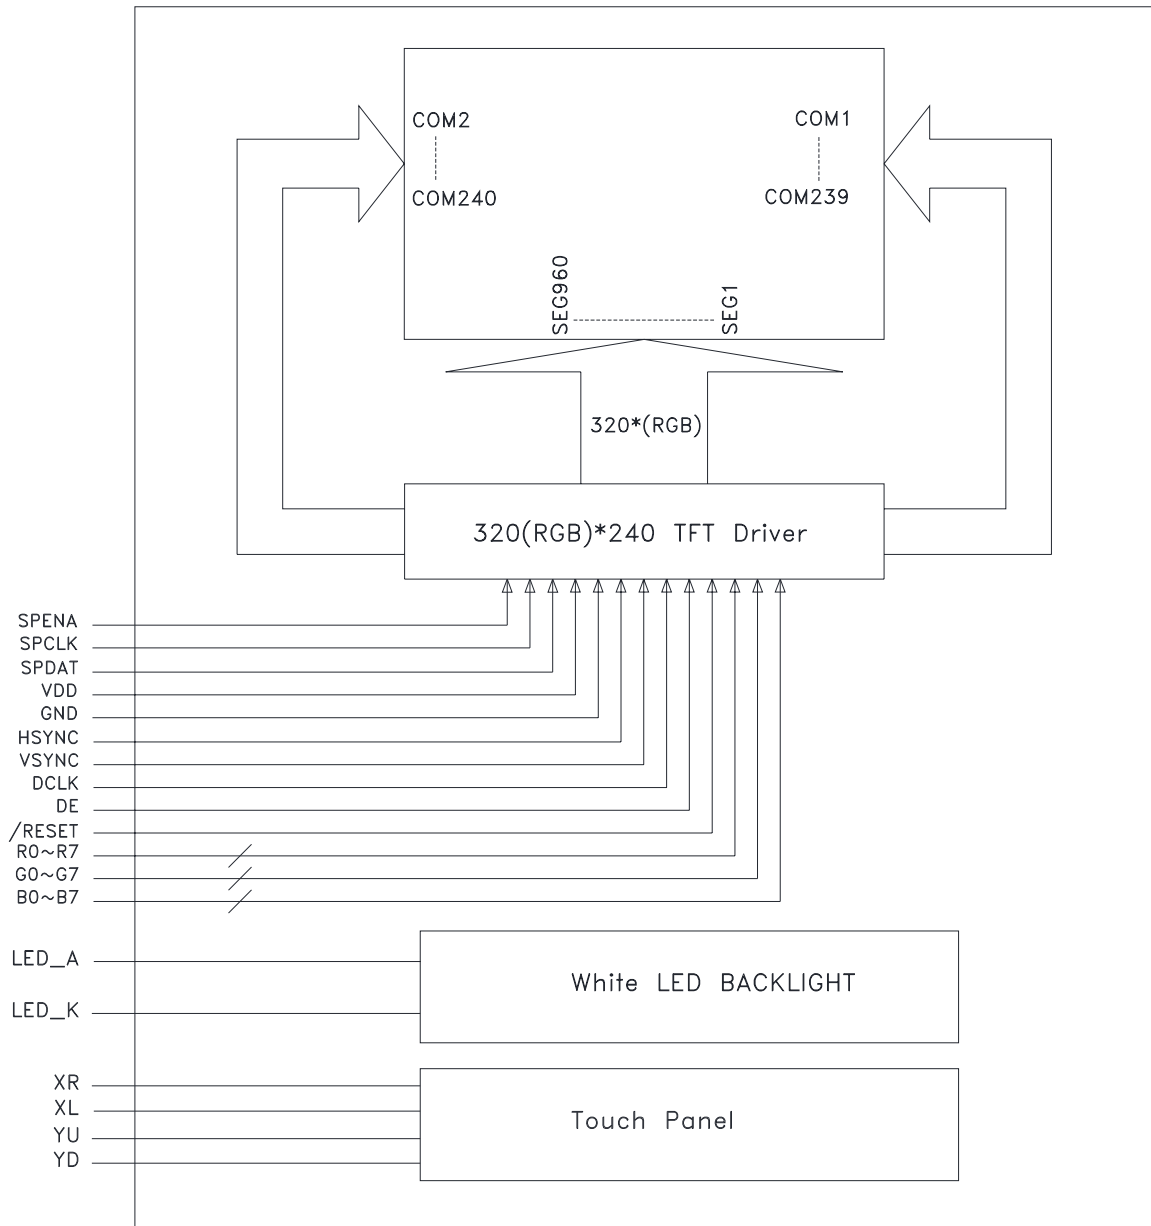 COM2
COM1
COM240
COM239
SEG960
SEG1
320*(RGB)
320(RGB)*240 TFT Driver
SPENA
SPCLK
SPDAT
VDD
GND
HSYNC
VSYNC
DCLK
DE
/RESET
R0~R7
G0~G7
B0~B7
LED_A
White LED BACKLIGHT
LED_K
XR
XL
Touch Panel
YU
YD